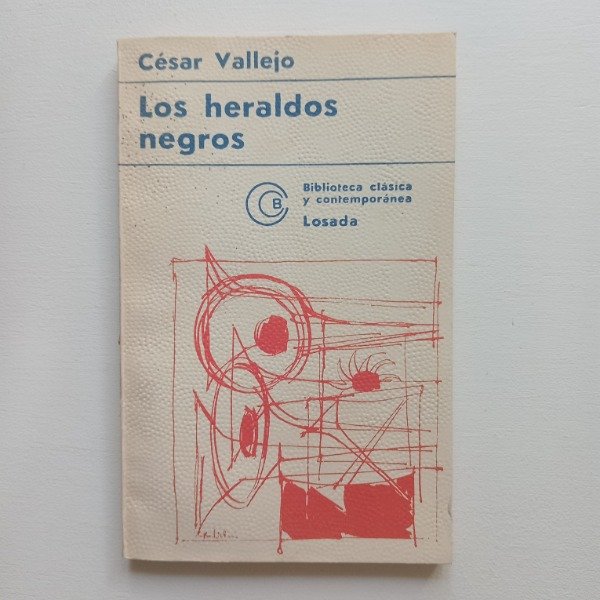 César Vallejo
Los heraldos
negros
B
Biblioteca clásica
y contemporánea
Losada